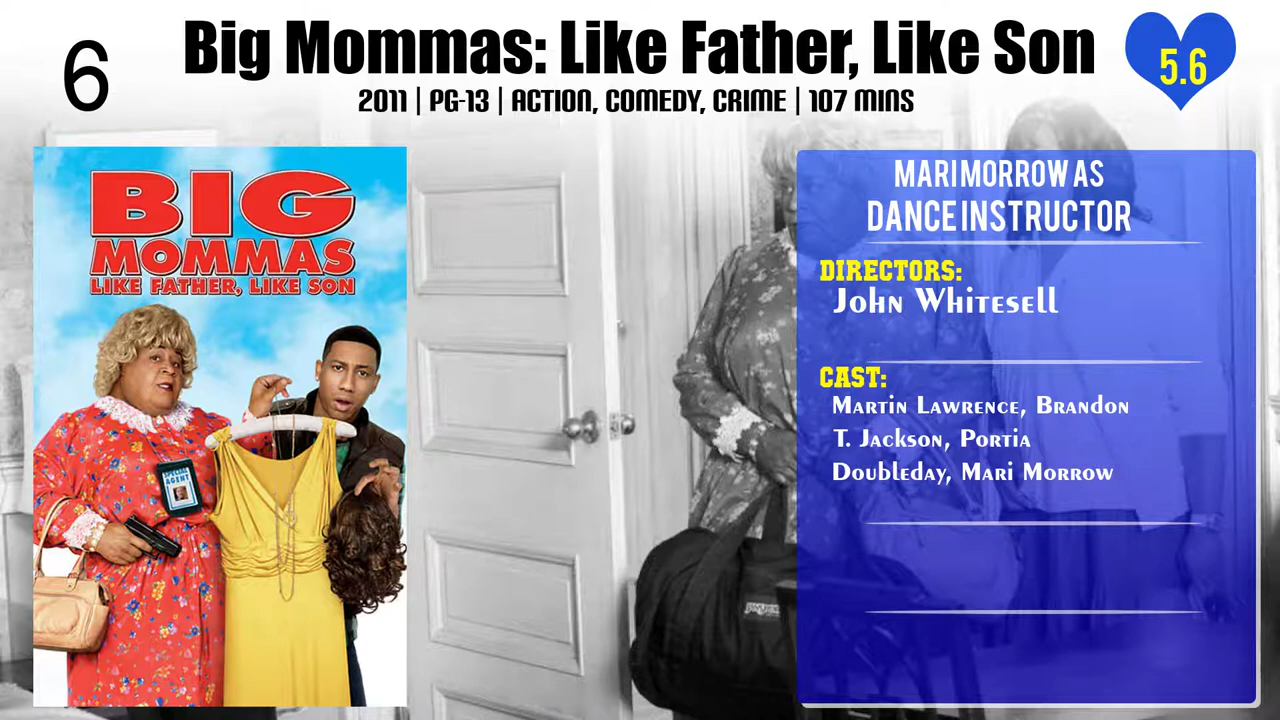 6
Big Mommas: Like Father, Like Son
5.6
2011 | PG-13 | ACTION, COMEDY, CRIME | 107 MINS
BIG
MOMMAS
LIKE FATHER, LIKE SON
SPECIAL
AGENT
MARI MORROW AS
DANCE INSTRUCTOR
DIRECTORS:
John Whitesell
CAST:
Martin Lawrence, Brandon
T. Jackson, Portia
Doubleday, Mari Morrow